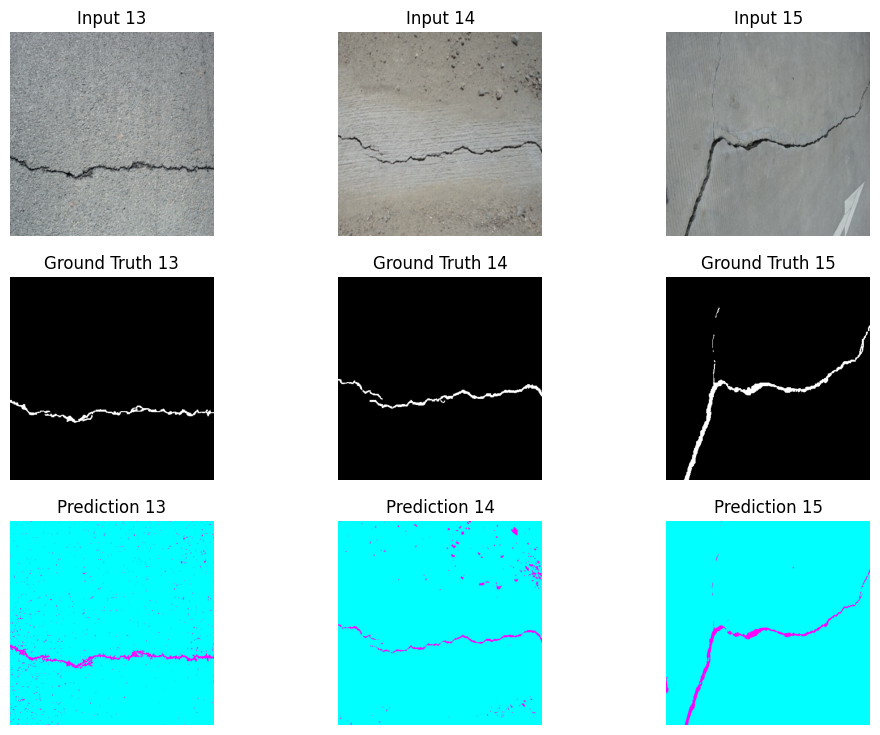 Input 13
Input 14
Input 15
Ground Truth 13
Ground Truth 14
Ground Truth 15
Prediction 13
Prediction 14
Prediction 15